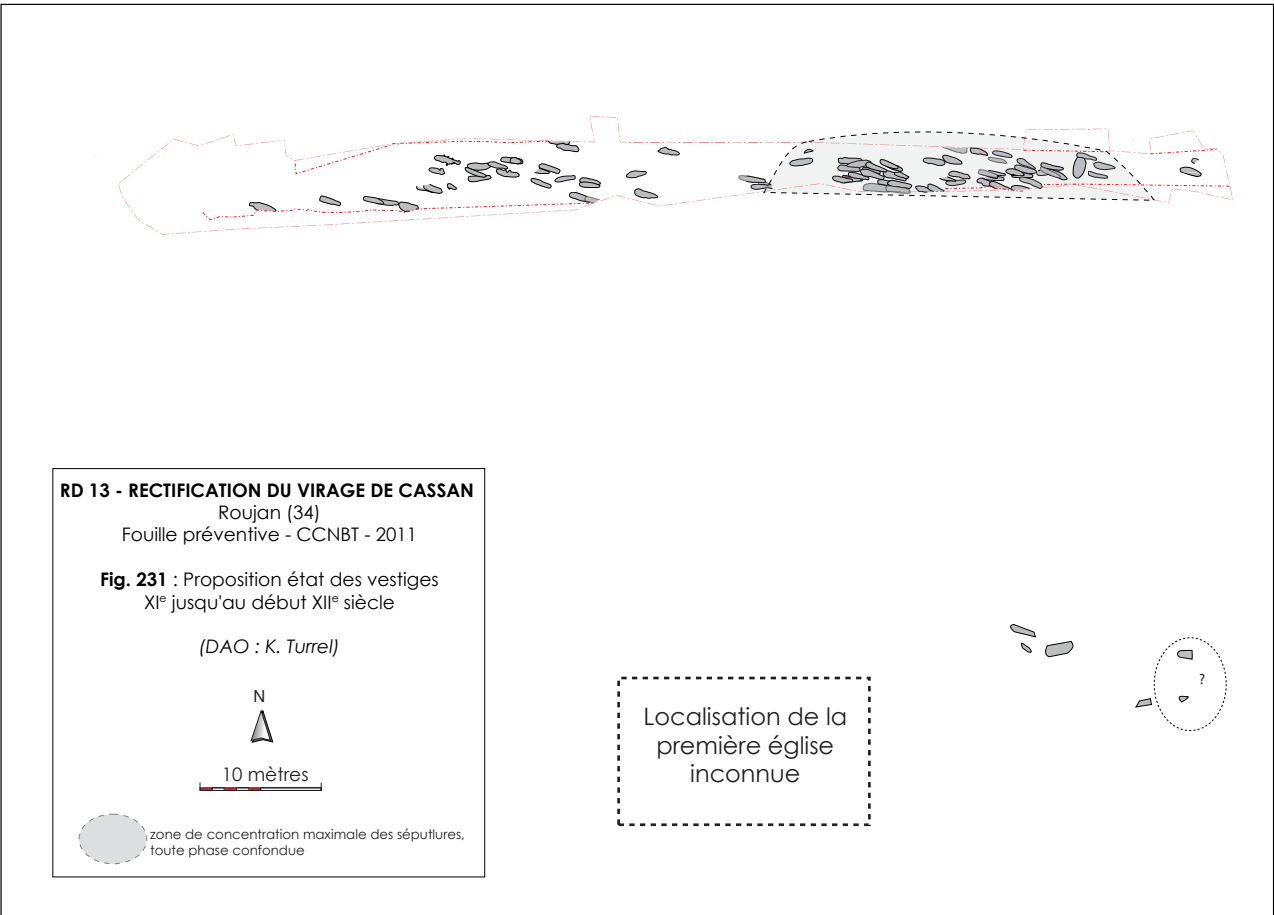 RD 13 - RECTIFICATION DU VIRAGE DE CASSAN
Roujan (34)
Fouille préventive - CCNBT - 2011
Fig. 231 : Proposition état des vestiges
XIe jusqu'au début XIIe siècle
(DAO : K. Turrel)
N
10 mètres
zone de concentration maximale des séputlures,
toute phase confondue
Localisation de la
première église
inconnue
?